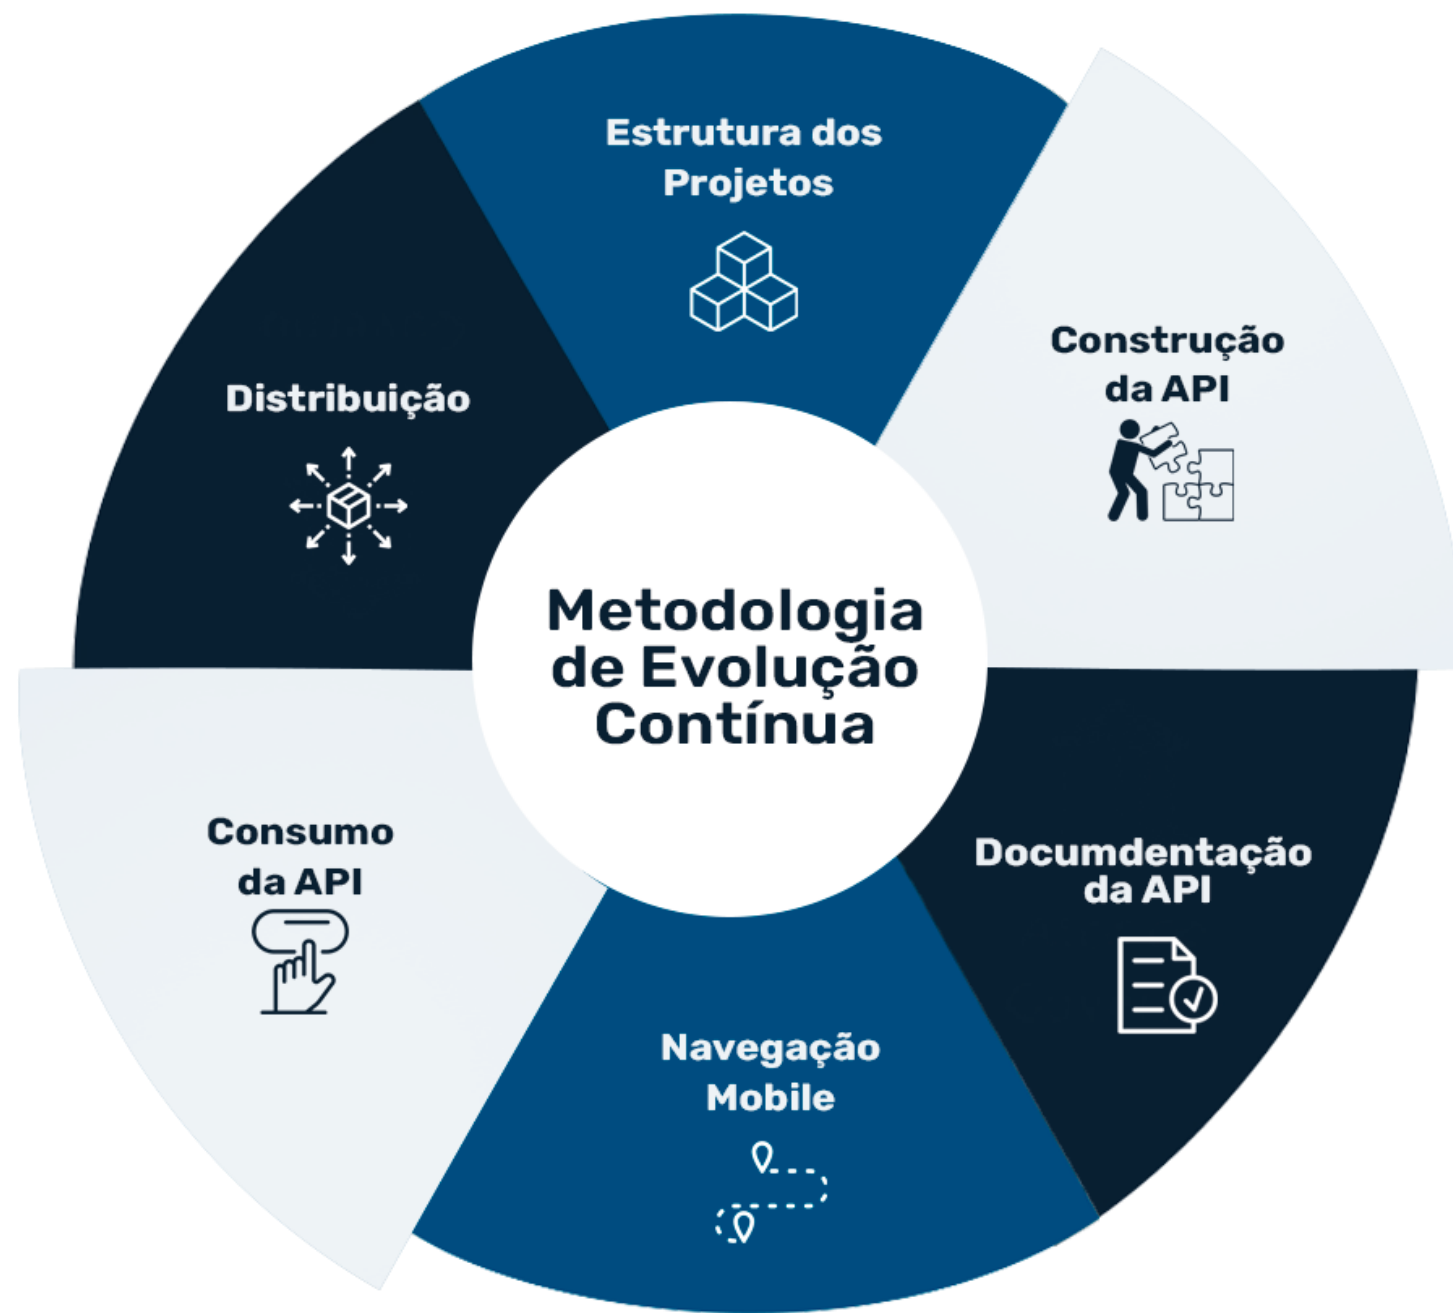 Estrutura dos
Projetos
Construção
da API
Distribuição
Metodologia
de Evolução
Contínua
Consumo
da API
Documdentação
da API
Navegação
Mobile